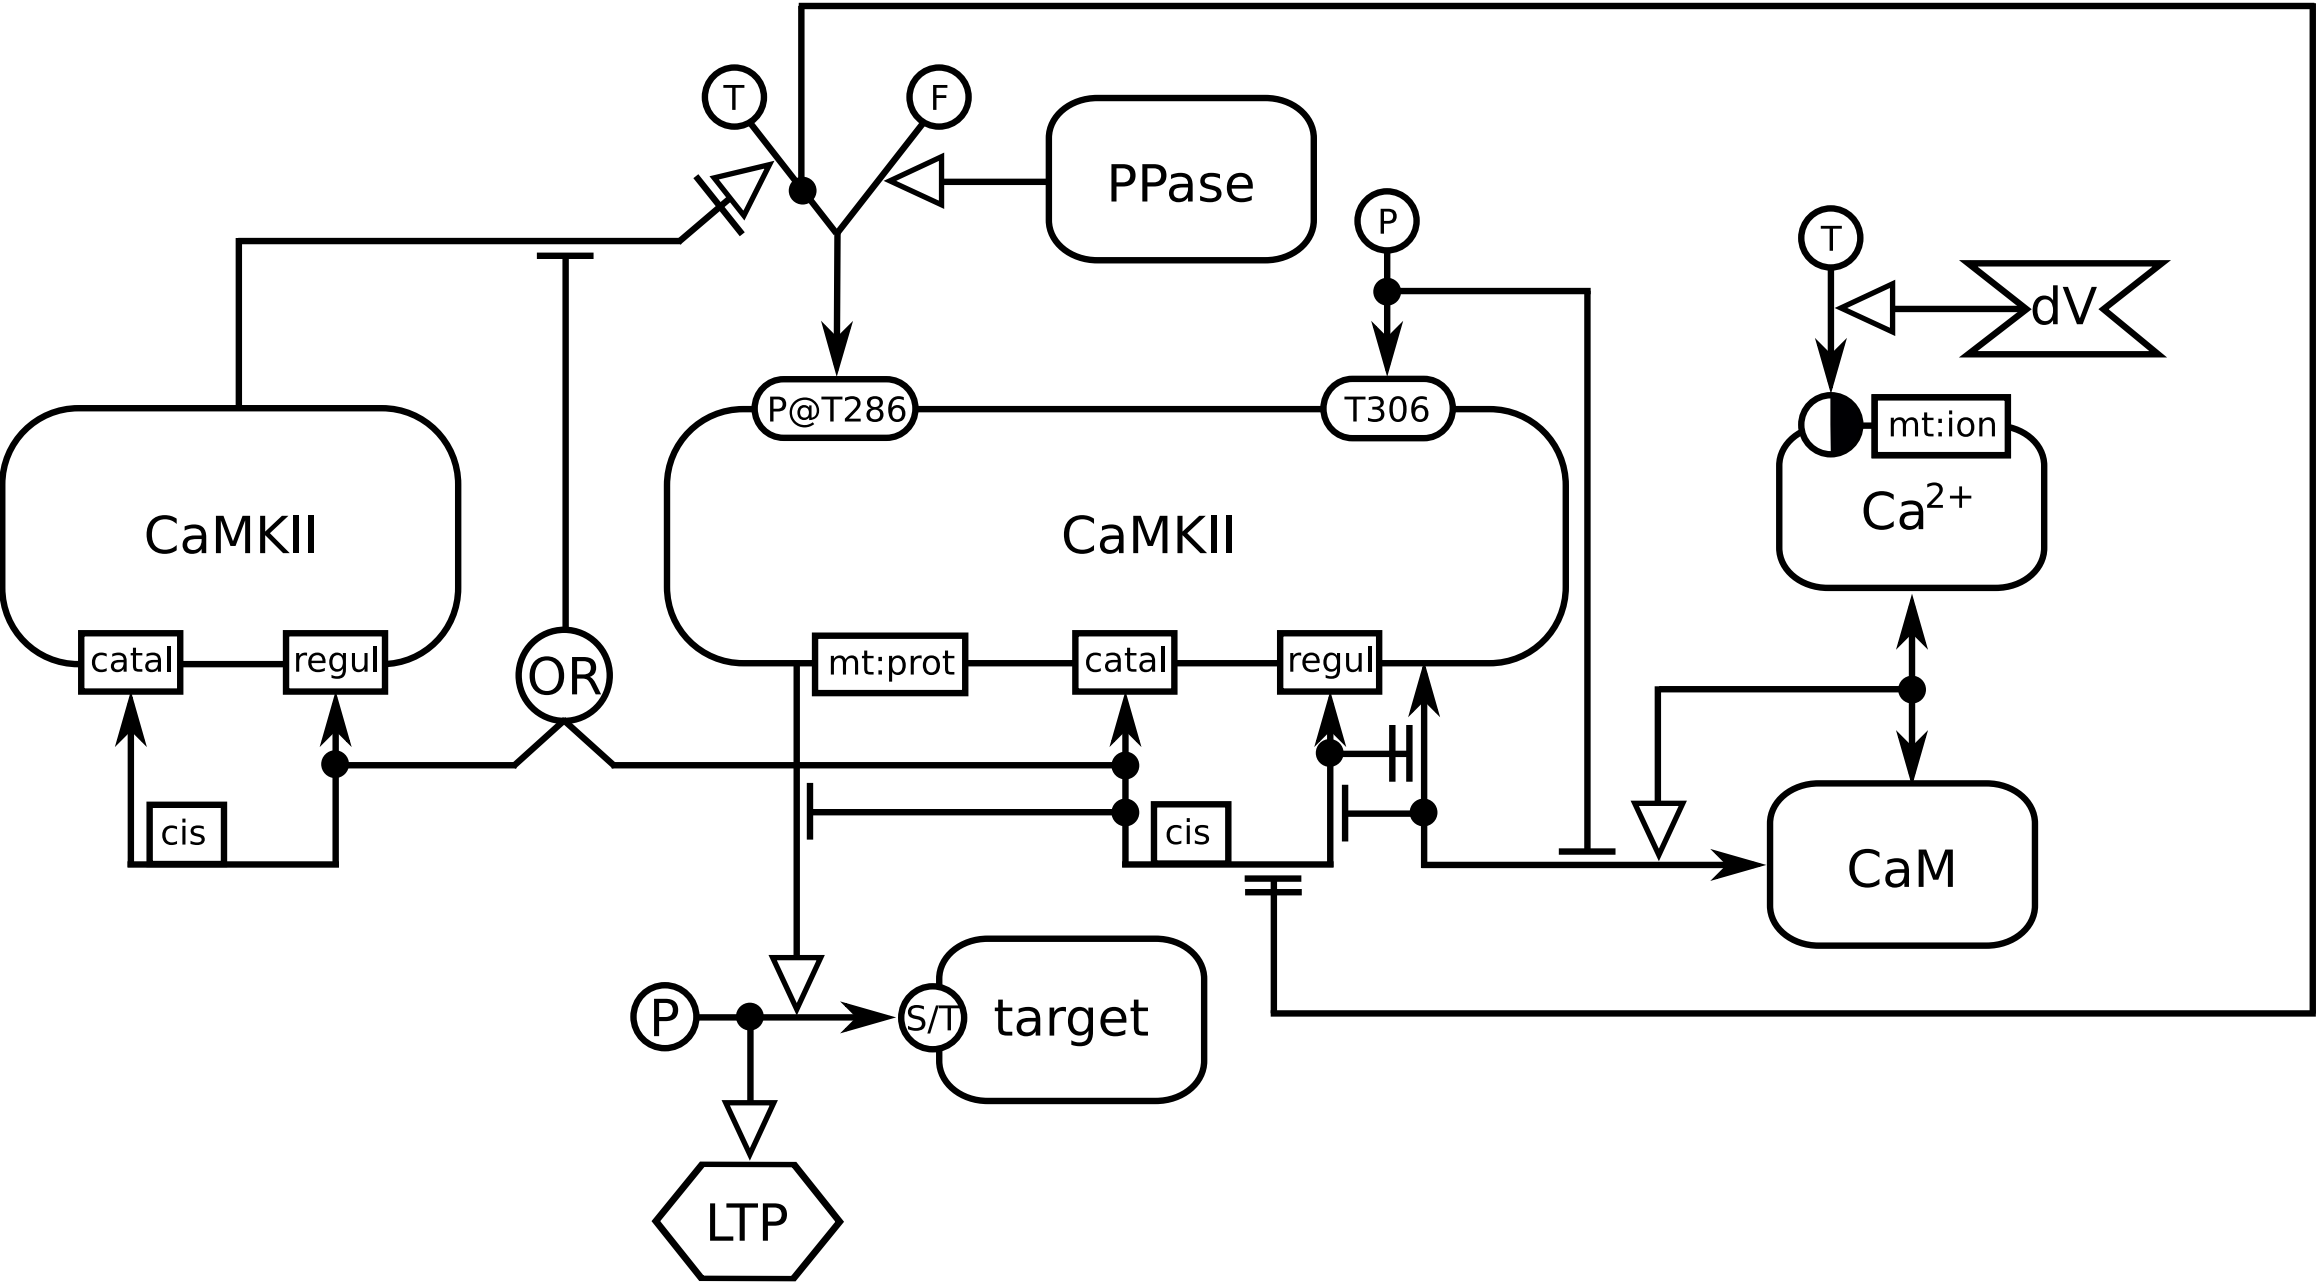 T
F
PPase
P
T
dV
P@T286
T306
mt:ion
Ca2+
CaMKII
CaMKII
catal
regul
OR
mt:prot
catal
regul
cis
cis
CaM
P
S/T
target
LTP